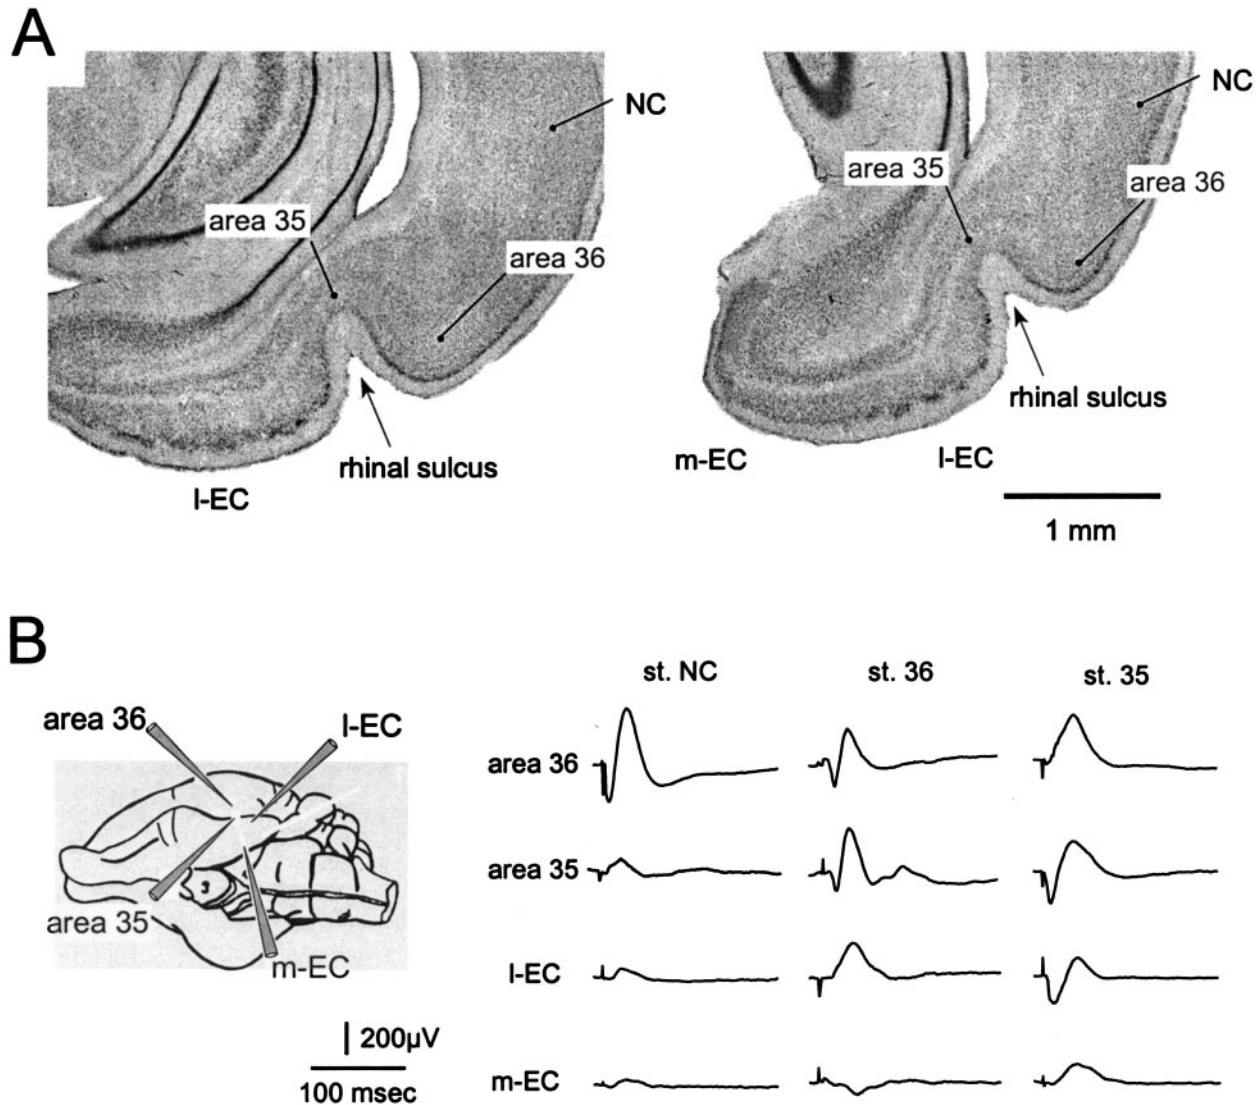 A
NC
area 35
area 36
rhinal sulcus
l-EC
NC
area 35
area 36
rhinal sulcus
m-EC
l-EC
1 mm
B
area 36
l-EC
area 35
m-EC
200µV
100 msec
st. NC
st. 36
st. 35
area 36
area 35
l-EC
m-EC